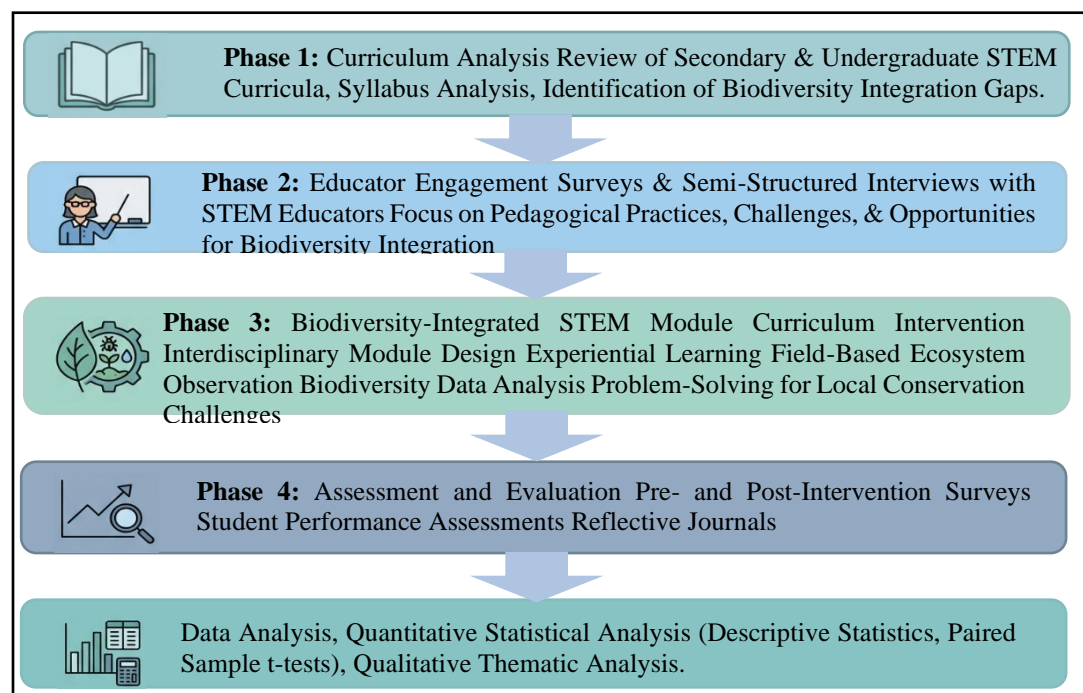 Phase 1: Curriculum Analysis Review of Secondary & Undergraduate STEM
Curricula, Syllabus Analysis, Identification of Biodiversity Integration Gaps.
Phase 2: Educator Engagement Surveys & Semi-Structured Interviews with
STEM Educators Focus on Pedagogical Practices, Challenges, & Opportunities
for Biodiversity Integration
Phase 3: Biodiversity-Integrated STEM Module Curriculum Intervention
Interdisciplinary Module Design Experiential Learning Field-Based Ecosystem
Observation Biodiversity Data Analysis Problem-Solving for Local Conservation
Challenges
Phase 4: Assessment and Evaluation Pre- and Post-Intervention Surveys
Student Performance Assessments Reflective Journals
Data Analysis, Quantitative Statistical Analysis (Descriptive Statistics, Paired
Sample t-tests), Qualitative Thematic Analysis.